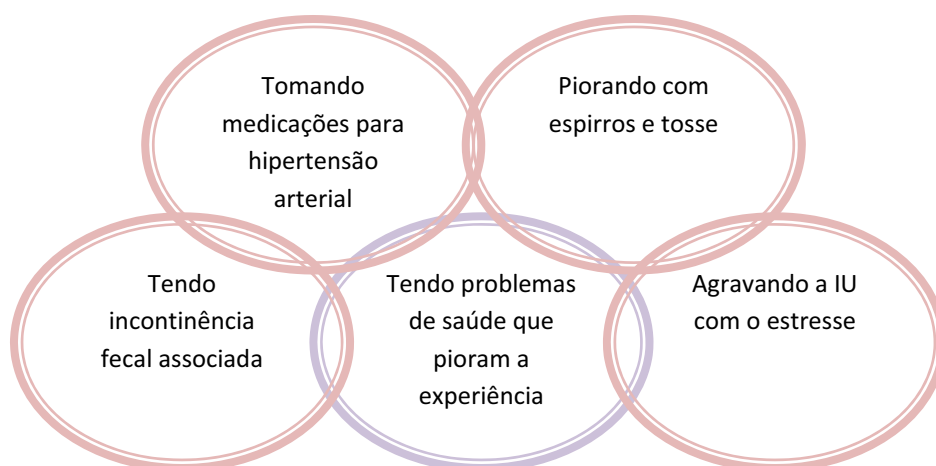 Tomando
medicações para
hipertensão
arterial
Piorando com
espirros e tosse
Tendo
incontinência
fecal associada
Tendo problemas
de saúde que
pioram a
experiência
Agravando a IU
com o estresse